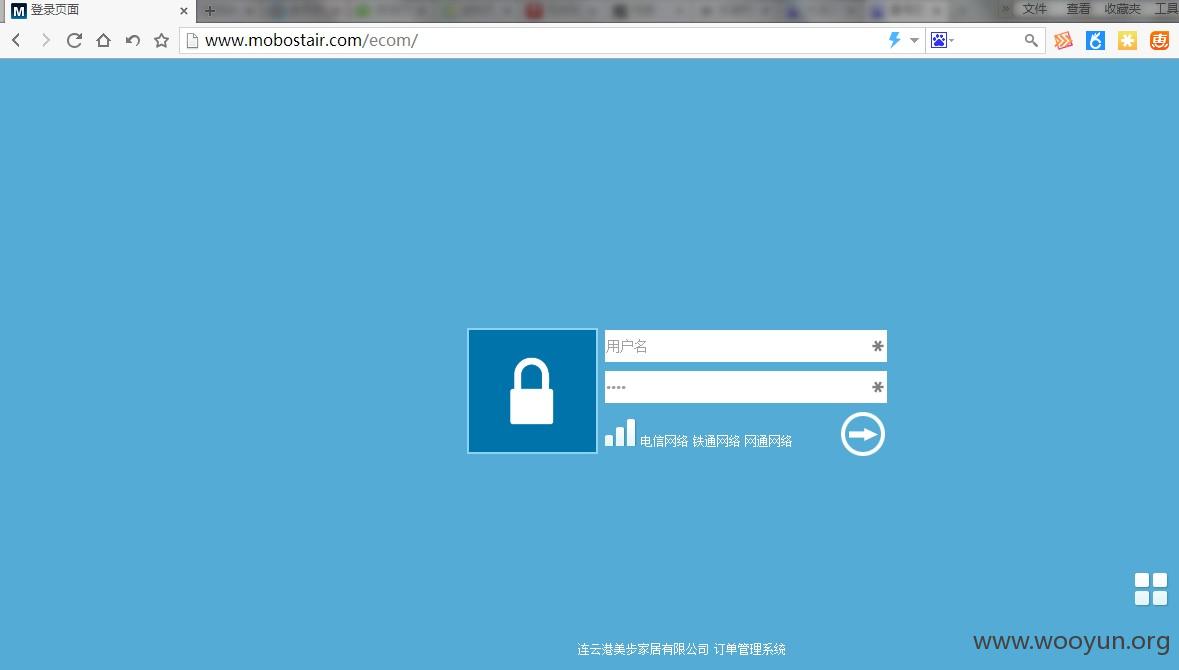 M 登录页面
文件 查看 收藏夹 工具
www.mobostair.com/ecom/
惠
用户名
电信网络 铁通网络 网通网络
连云港美步家居有限公司 订单管理系统
www.wooyun.org